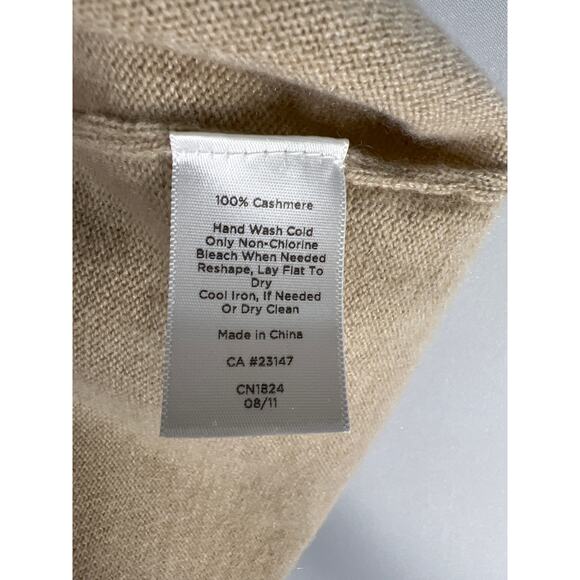 100% Cashmere
Hand Wash Cold
Only Non-Chlorine
Bleach When Needed
Reshape, Lay Flat To
Dry
Cool Iron, If Needed
Or Dry Clean
Made in China
CA #23147
CN1824
08/11